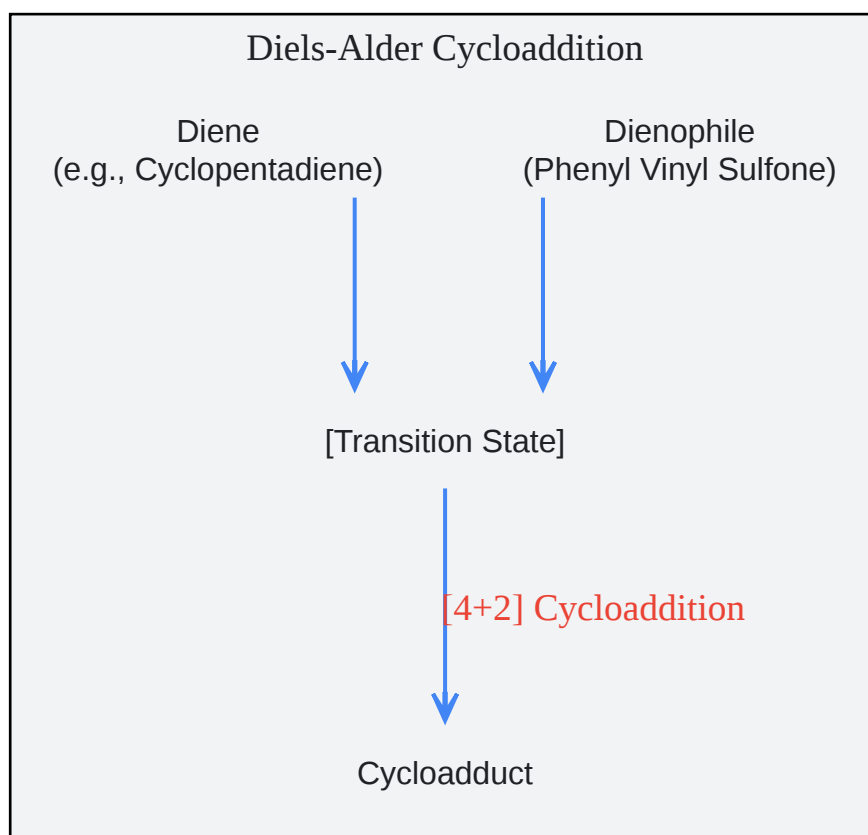 Diels-Alder Cycloaddition
Diene
(e.g., Cyclopentadiene)
Dienophile
(Phenyl Vinyl Sulfone)
[Transition State]
[4+2] Cycloaddition
Cycloadduct